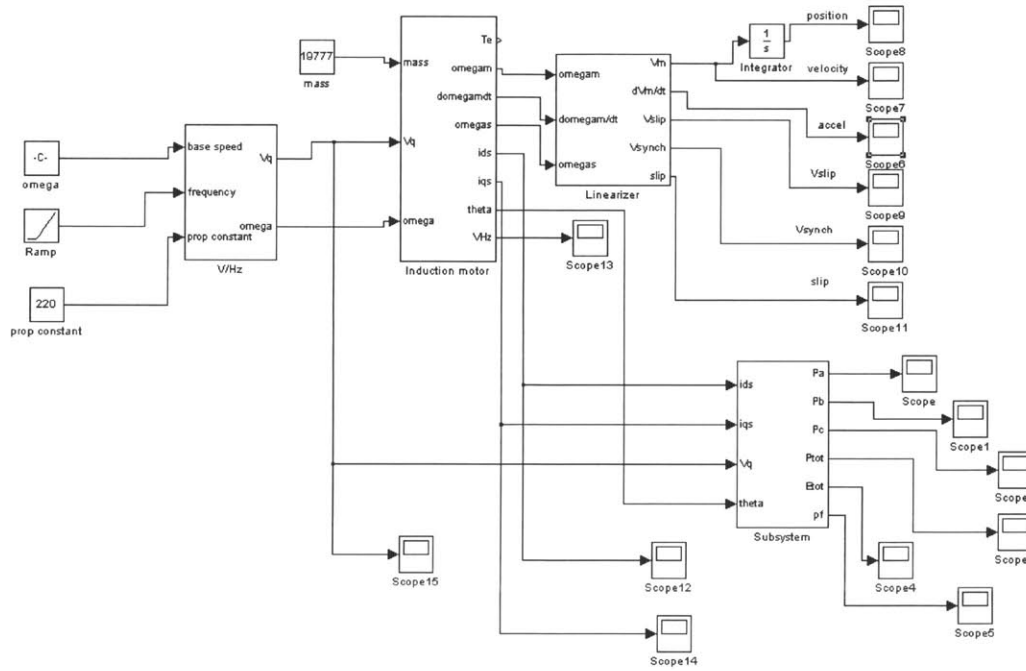 -C-
omega
Ramp
220
prop constant
base speed
frequency
prop constant
Vq
omega
V/Hz
19777
mass
mass
Vq
omega
Te
omegam
domegamdt
omegas
ids
iqs
theta
VHz
Induction motor
Scope13
omegam
domegam/dt
omegas
Vm
dVm/dt
Vslip
Vsynch
slip
Linearizer
1
s
Integrator
position
Scope8
velocity
Scope7
accel
Scope6
Vslip
Scope9
Vsynch
Scope10
slip
Scope11
ids
iqs
Vq
theta
Pa
Pb
Pc
Ptot
Etot
pf
Subsystem
Scope
Scope1
Scope
Scope
Scope4
Scope5
Scope15
Scope12
Scope14